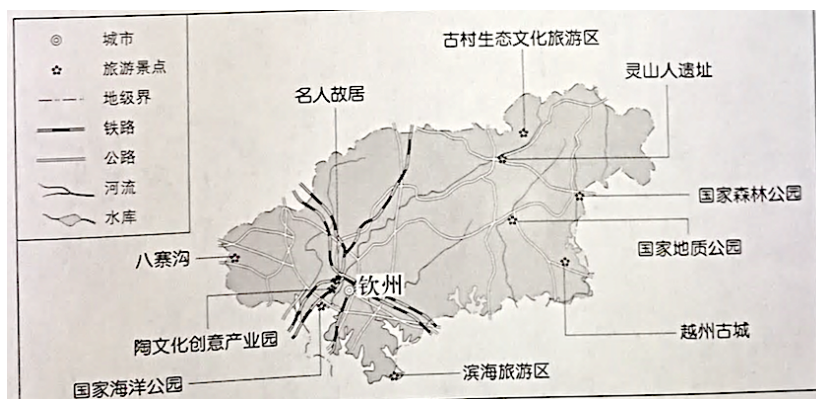 城市
旅游景点
地级界
铁路
公路
河流
水库
古村生态文化旅游区
灵山人遗址
名人故居
国家森林公园
国家地质公园
八寨沟
钦州
越州古城
陶文化创意产业园
国家海洋公园
滨海旅游区